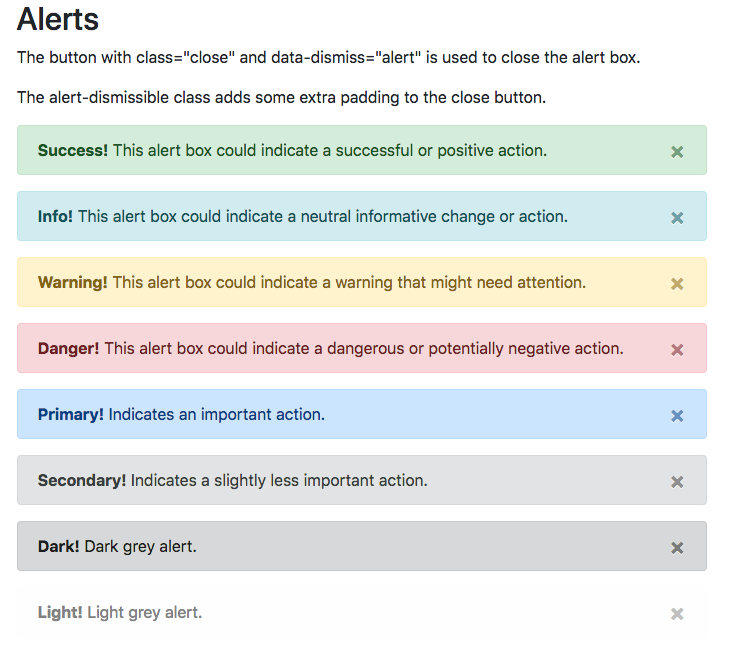 Alerts
The button with class="close" and data-dismiss="alert" is used to close the alert box.
The alert-dismissible class adds some extra padding to the close button.
Success! This alert box could indicate a successful or positive action. ×
Info! This alert box could indicate a neutral informative change or action. ×
Warning! This alert box could indicate a warning that might need attention. ×
Danger! This alert box could indicate a dangerous or potentially negative action. ×
Primary! Indicates an important action. ×
Secondary! Indicates a slightly less important action. ×
Dark! Dark grey alert. ×
Light! Light grey alert. ×